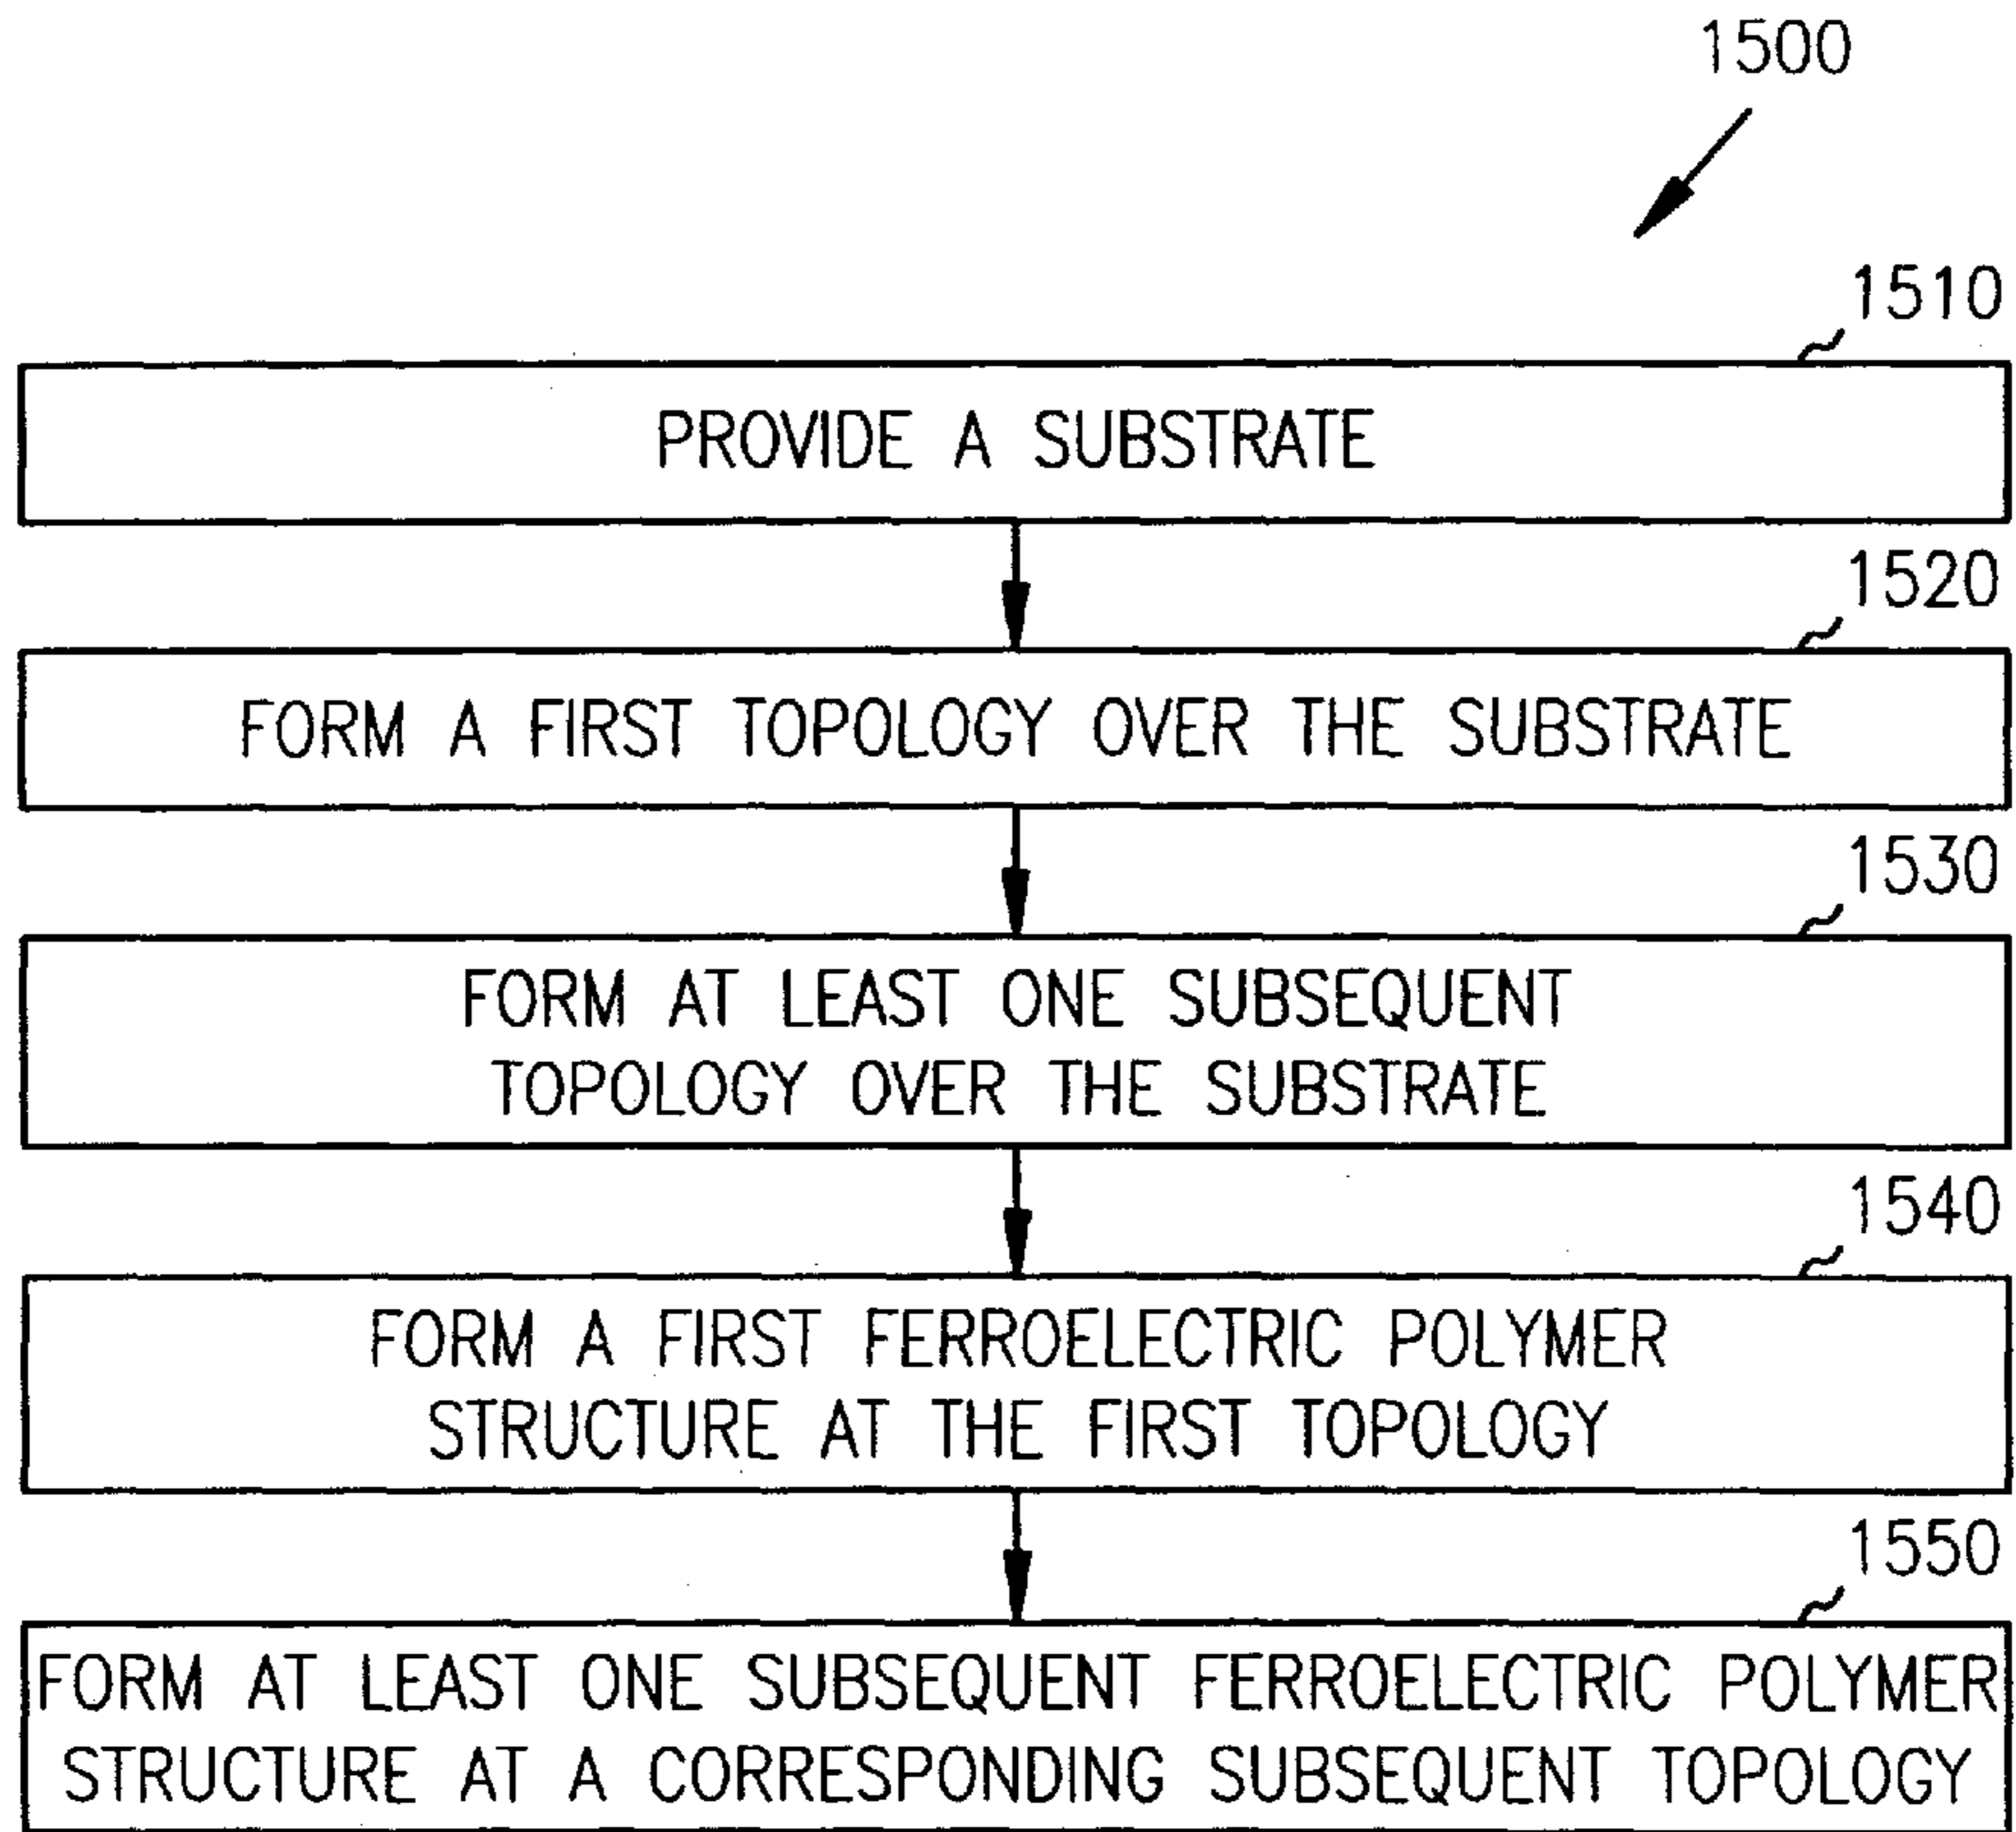 1500
1510
PROVIDE A SUBSTRATE
1520
FORM A FIRST TOPOLOGY OVER THE SUBSTRATE
1530
FORM AT LEAST ONE SUBSEQUENT
TOPOLOGY OVER THE SUBSTRATE
1540
FORM A FIRST FERROELECTRIC POLYMER
STRUCTURE AT THE FIRST TOPOLOGY
1550
FORM AT LEAST ONE SUBSEQUENT FERROELECTRIC POLYMER
STRUCTURE AT A CORRESPONDING SUBSEQUENT TOPOLOGY